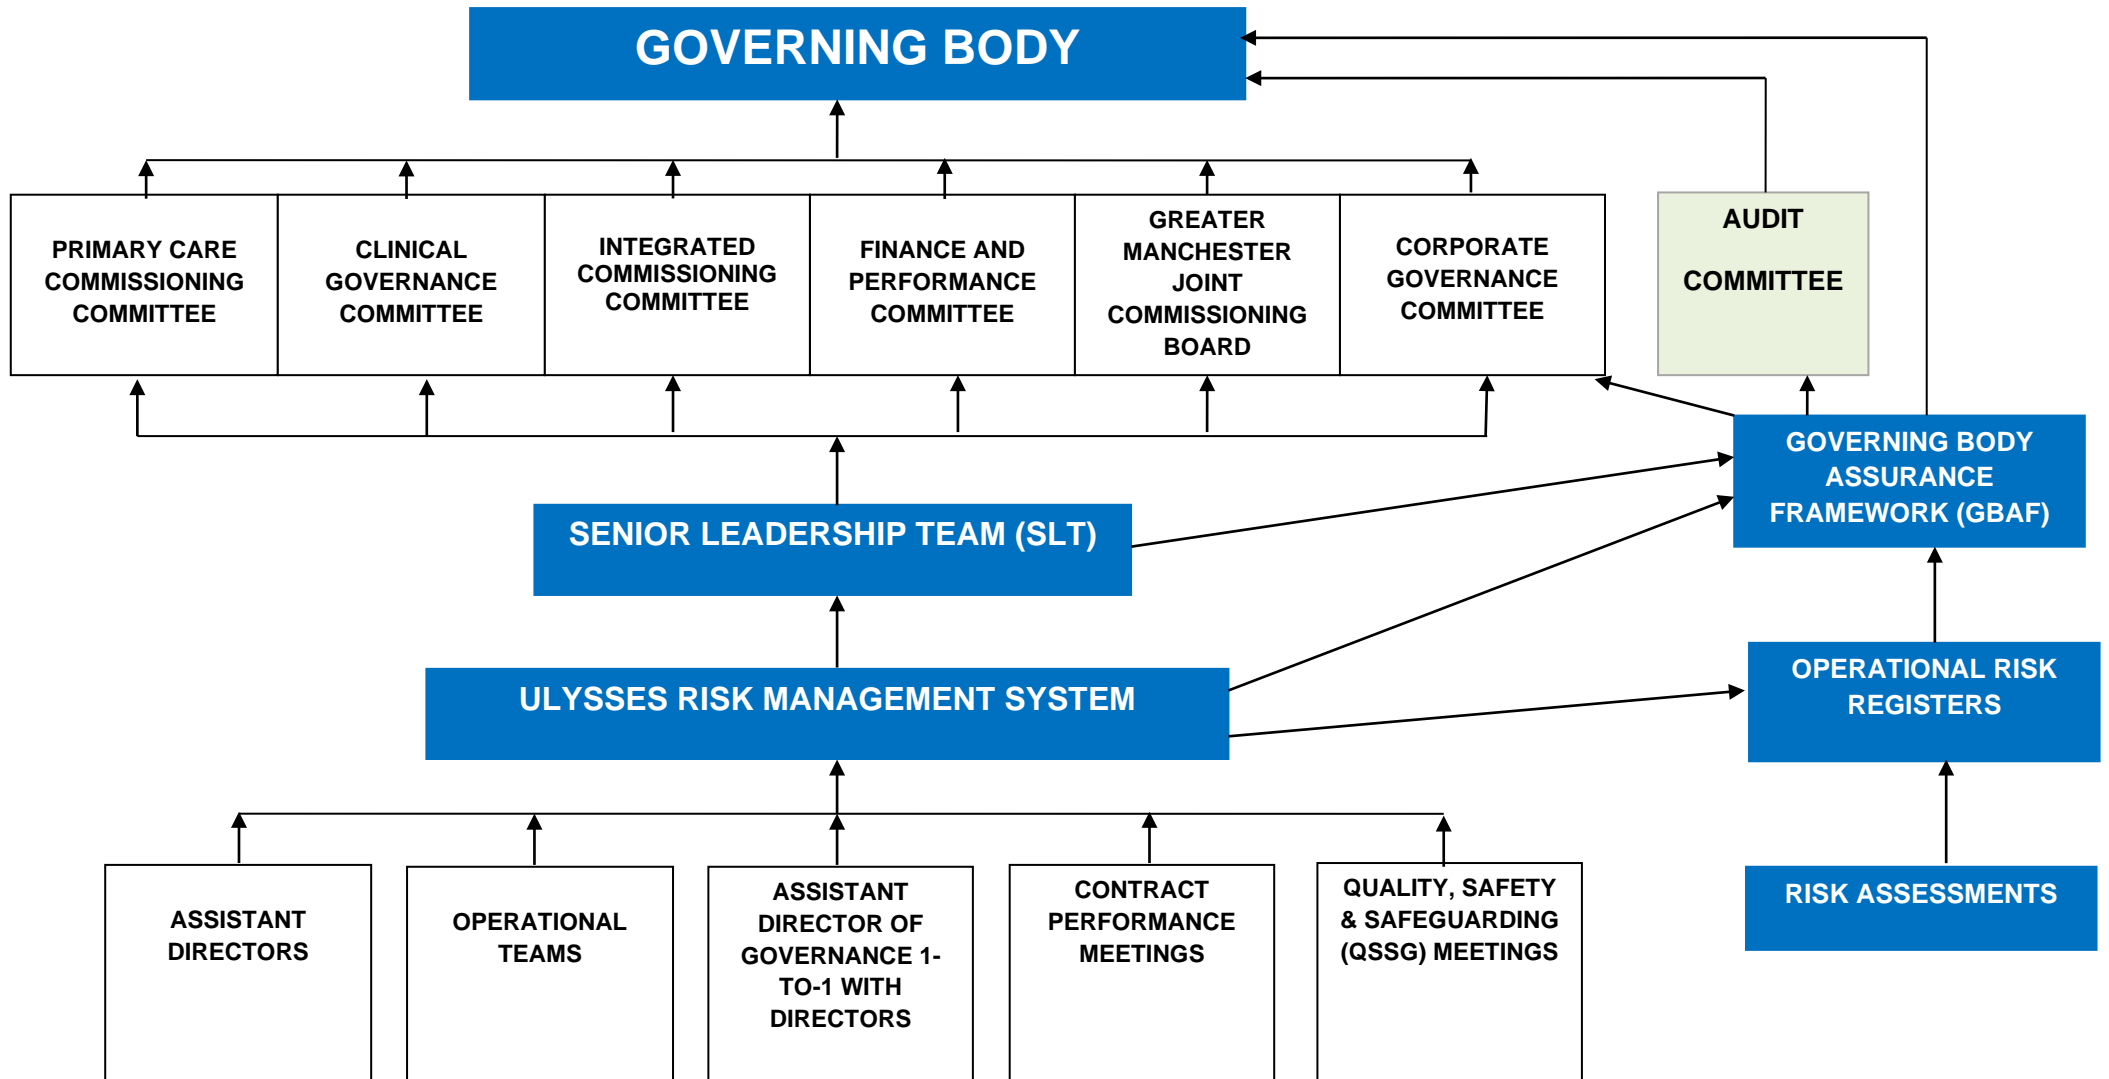 GOVERNING BODY
PRIMARY CARE
COMMISSIONING
COMMITTEE
CLINICAL
GOVERNANCE
COMMITTEE
INTEGRATED
COMMISSIONING
COMMITTEE
FINANCE AND
PERFORMANCE
COMMITTEE
GREATER
MANCHESTER
JOINT
COMMISSIONING
BOARD
CORPORATE
GOVERNANCE
COMMITTEE
AUDIT
COMMITTEE
GOVERNING BODY
ASSURANCE
FRAMEWORK (GBAF)
SENIOR LEADERSHIP TEAM (SLT)
ULYSSES RISK MANAGEMENT SYSTEM
OPERATIONAL RISK
REGISTERS
ASSISTANT
DIRECTORS
OPERATIONAL
TEAMS
ASSISTANT
DIRECTOR OF
GOVERNANCE 1-
TO-1 WITH
DIRECTORS
CONTRACT
PERFORMANCE
MEETINGS
QUALITY, SAFETY
& SAFEGUARDING
(QSSG) MEETINGS
RISK ASSESSMENTS